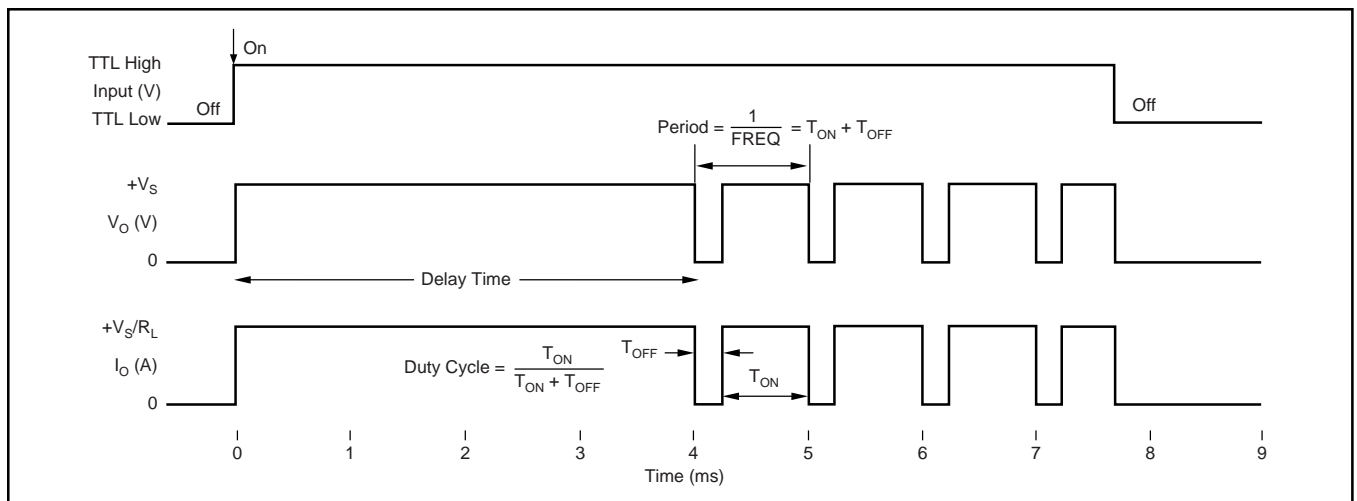 On
TTL High
Input (V)
Off
TTL Low
Off
Period = 1/FREQ = T_ON + T_OFF
+V_S
V_O (V)
0
Delay Time
+V_S/R_L
I_O (A)
0
Duty Cycle = T_ON/(T_ON + T_OFF)
T_OFF
T_ON
0 1 2 3 4 5 6 7 8 9
Time (ms)